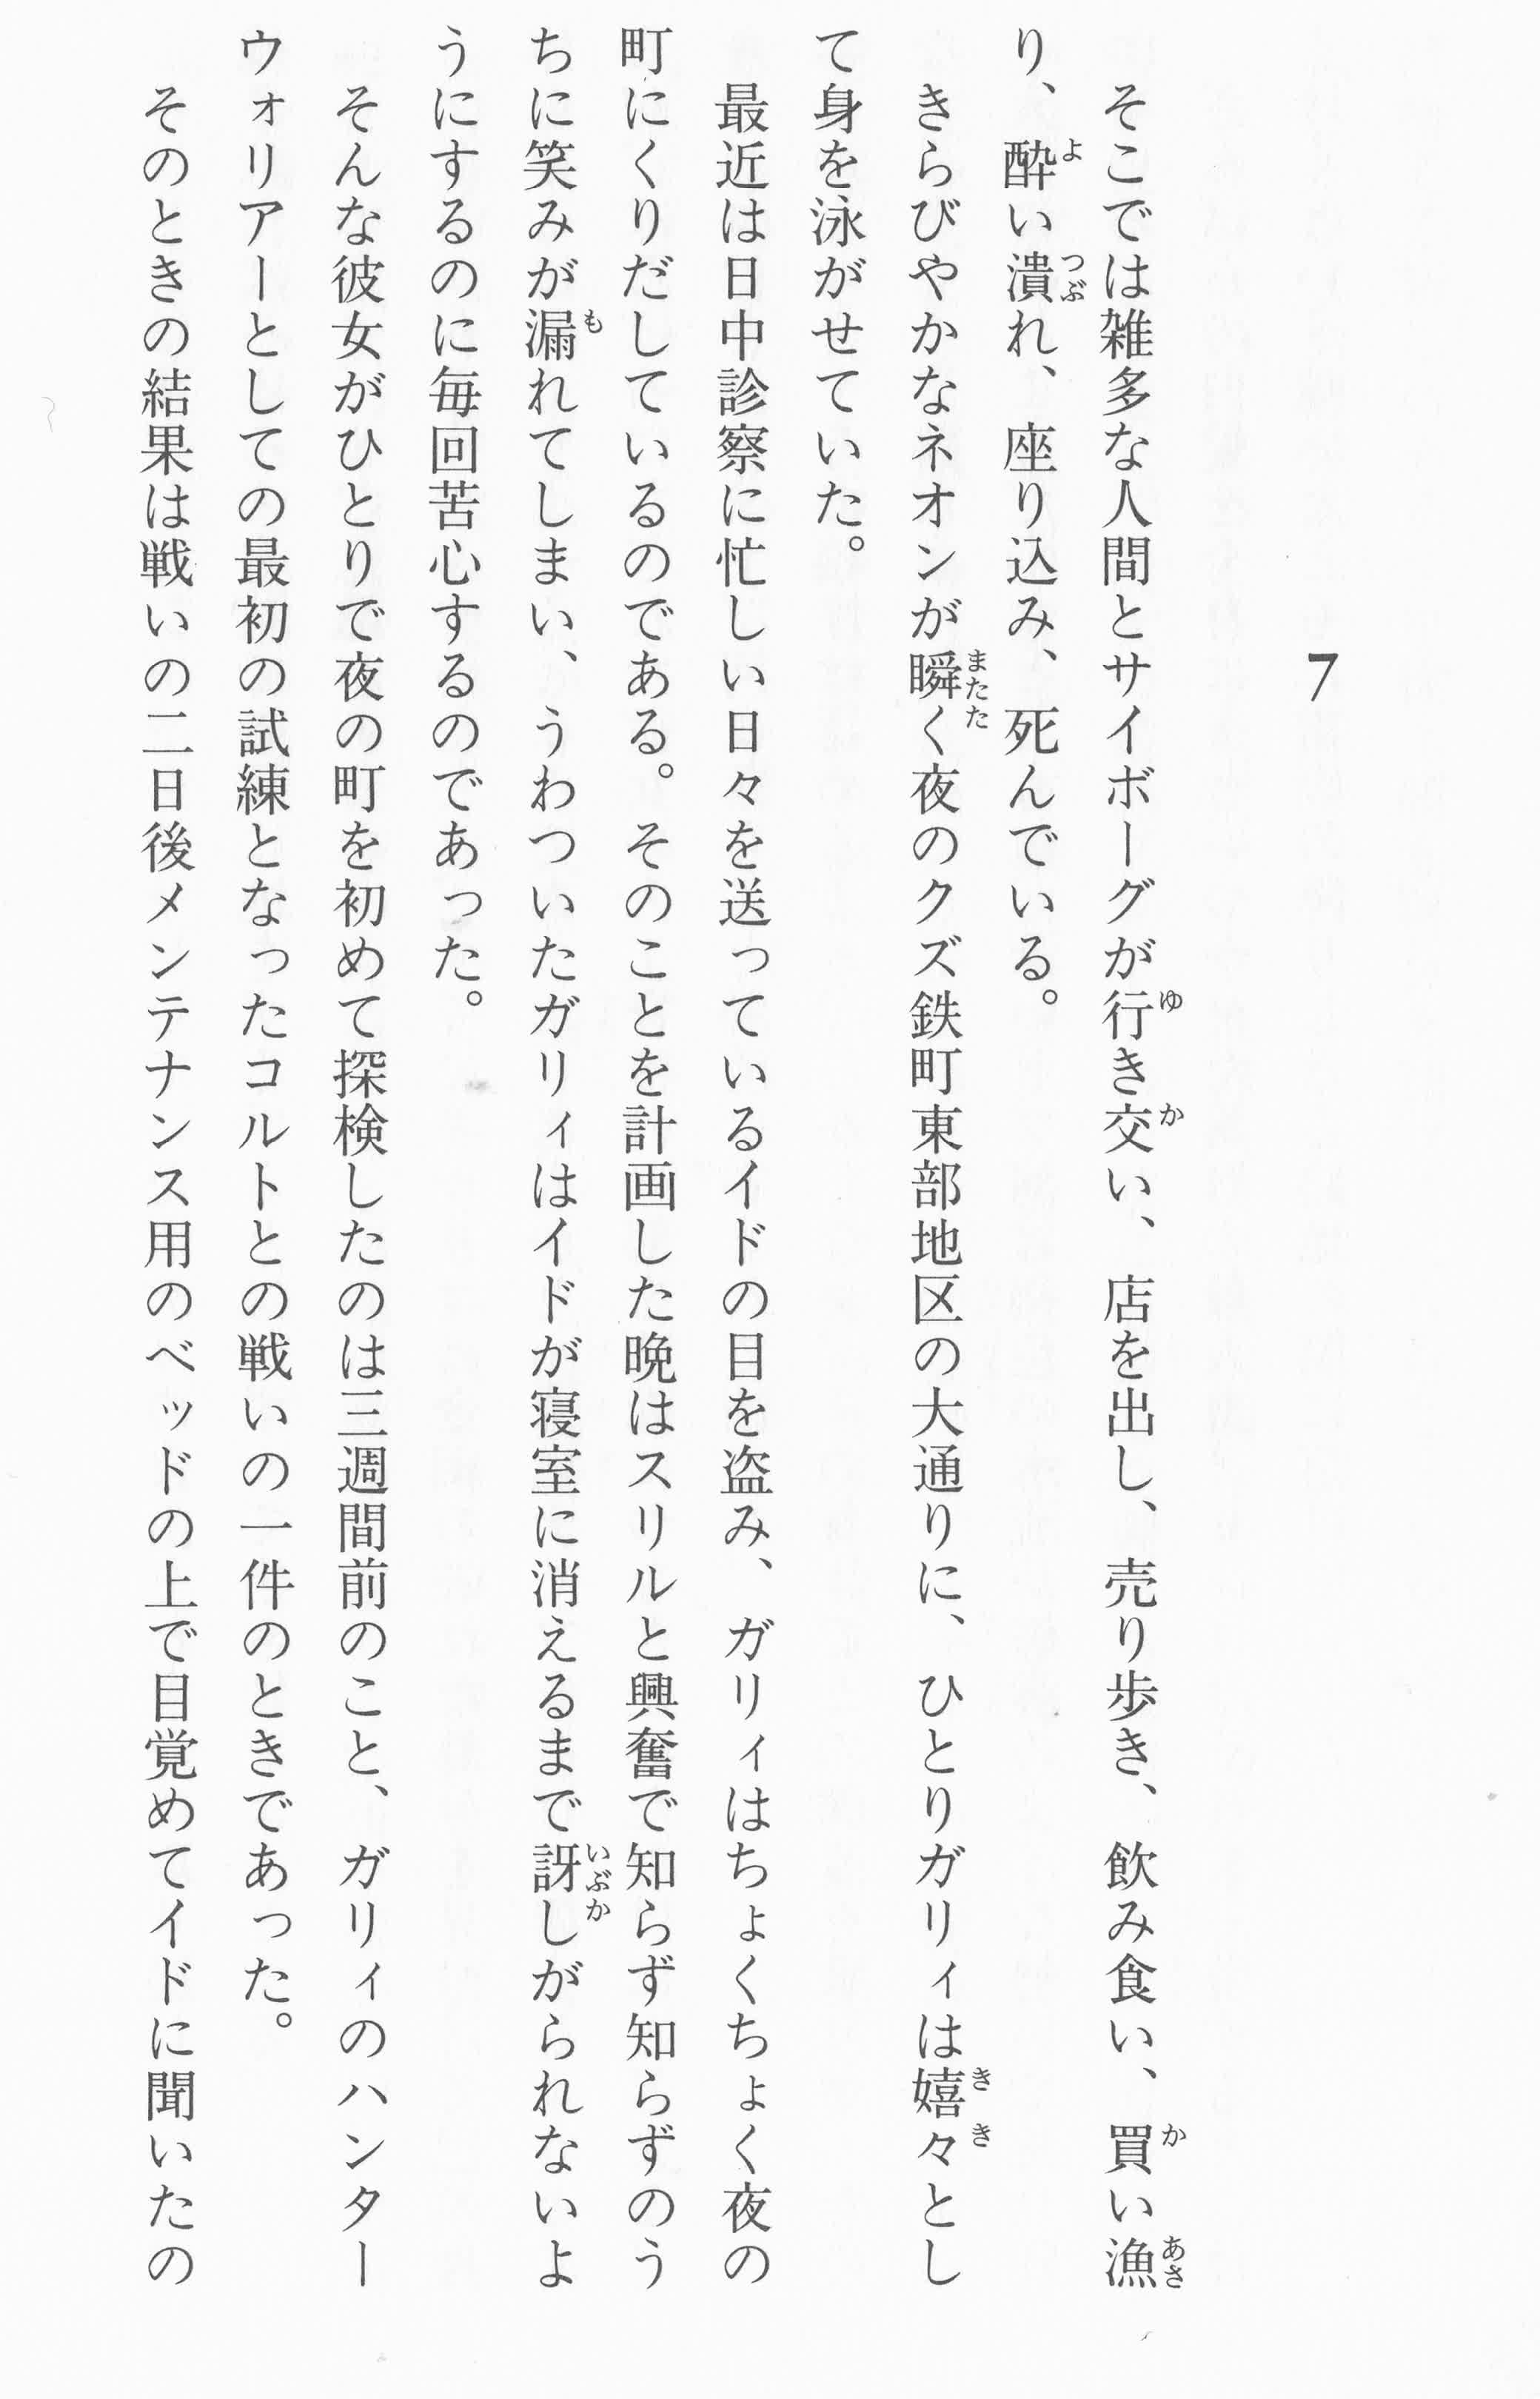 7
そこでは雑多な人間とサイボーグが行き交い、店を出し、売り歩き、飲み食い、買い漁
り、酔い潰れ、座り込み、死んでいる。
きらびやかなネオンが瞬く夜のクズ鉄町東部地区の大通りに、ひとりガリィは嬉々とし
て身を泳がせていた。
最近は日中診察に忙しい日々を送っているイドの目を盗み、ガリィはちょくちょく夜の
町にくりだしているのである。そのことを計画した晩はスリルと興奮で知らず知らずのう
ちに笑みが漏れてしまい、うわついたガリィはイドが寝室に消えるまで訝しがられないよ
うにするのに毎回苦心するのであった。
そんな彼女がひとりで夜の町を初めて探検したのは三週間前のこと、ガリィのハンター
ウォリアーとしての最初の試練となったコルトとの戦いの一件のときであった。
そのときの結果は戦いの二日後メンテナンス用のベッドの上で目覚めてイドに聞いたの